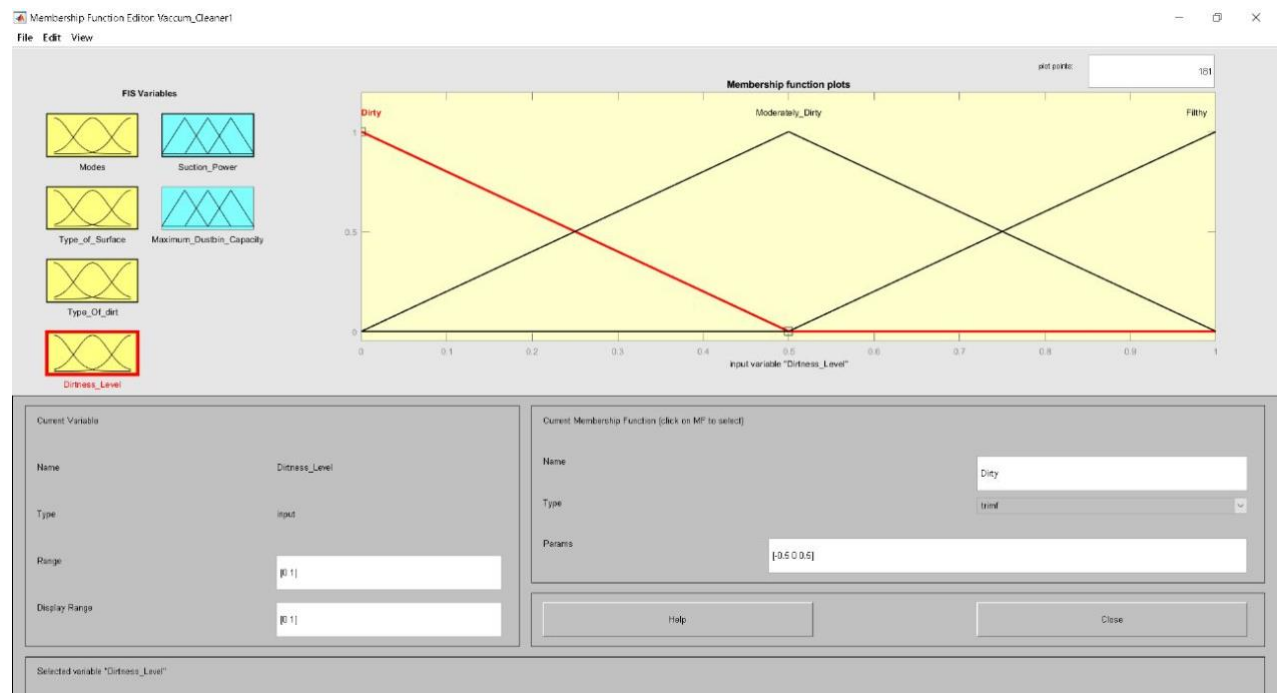 Membership Function Editor: Vaccum_Cleaner1
File Edit View
plot points:
181
FIS Variables
Membership function plots
Modes
Suction_Power
Type_of_Surface
Maximum_Dustbin_Capacity
Type_Of_dirt
Dirtness_Level
Dirty
Moderately_Dirty
Filthy
1
0.5
0
0 0.1 0.2 0.3 0.4 0.5 0.6 0.7 0.8 0.9 1
input variable "Dirtness_Level"
Current Variable
Name Dirtness_Level
Type input
Range [0 1]
Display Range [0 1]
Current Membership Function (click on MF to select)
Name Dirty
Type trimf
Params [-0.5 0 0.5]
Help Close
Selected variable "Dirtness_Level"